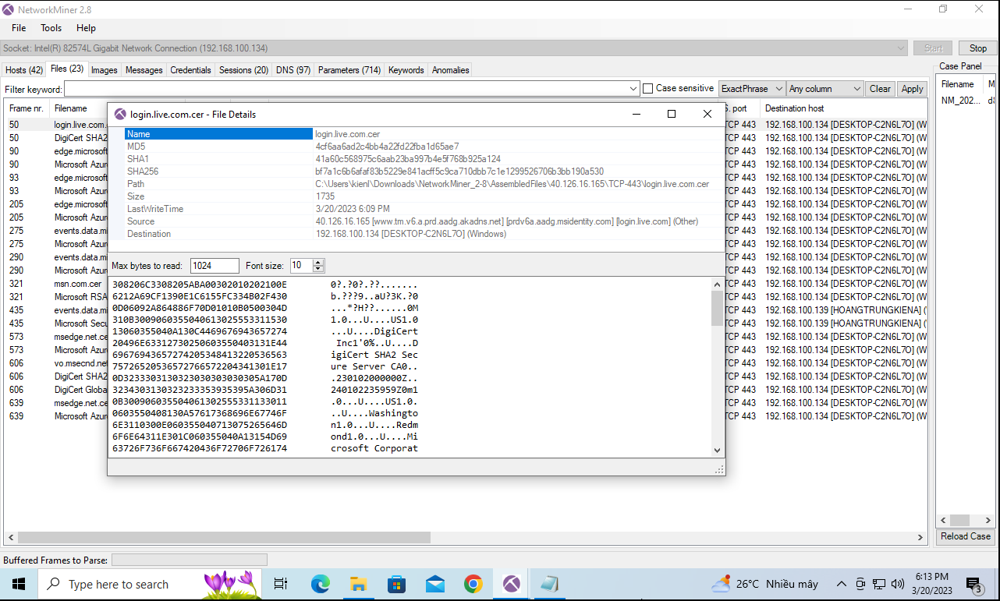 NetworkMiner 2.8
File Tools Help
Socket: Intel(R) 82574L Gigabit Network Connection (192.168.100.134)
Start Stop
Hosts (42) Files (23) Images Messages Credentials Sessions (20) DNS (97) Parameters (714) Keywords Anomalies
Case Panel
Filter keyword: Case sensitive ExactPhrase Any column Clear Apply
Filename M
NM_202... d8
Frame nr. Filename S. port Destination host
50 login.live.com TCP 443 192.168.100.134 [DESKTOP-C2N6L7O] (W
50 DigiCert SHA2 TCP 443 192.168.100.134 [DESKTOP-C2N6L7O] (W
90 edge.microsof TCP 443 192.168.100.134 [DESKTOP-C2N6L7O] (W
90 Microsoft Azur TCP 443 192.168.100.134 [DESKTOP-C2N6L7O] (W
93 edge.microsof TCP 443 192.168.100.134 [DESKTOP-C2N6L7O] (W
93 Microsoft Azur TCP 443 192.168.100.134 [DESKTOP-C2N6L7O] (W
205 edge.microsof TCP 443 192.168.100.134 [DESKTOP-C2N6L7O] (W
205 Microsoft Azur TCP 443 192.168.100.134 [DESKTOP-C2N6L7O] (W
275 events.data.mi TCP 443 192.168.100.134 [DESKTOP-C2N6L7O] (W
275 Microsoft Azur TCP 443 192.168.100.134 [DESKTOP-C2N6L7O] (W
290 events.data.mi TCP 443 192.168.100.134 [DESKTOP-C2N6L7O] (W
290 Microsoft Azur TCP 443 192.168.100.134 [DESKTOP-C2N6L7O] (W
321 msn.com.cer TCP 443 192.168.100.134 [DESKTOP-C2N6L7O] (W
321 Microsoft RSA TCP 443 192.168.100.134 [DESKTOP-C2N6L7O] (W
435 events.data.mi TCP 443 192.168.100.139 [HOANGTRUNGKIENA] (
435 Microsoft Secu TCP 443 192.168.100.139 [HOANGTRUNGKIENA] (
573 msedge.net.ce TCP 443 192.168.100.134 [DESKTOP-C2N6L7O] (W
573 Microsoft Azur TCP 443 192.168.100.134 [DESKTOP-C2N6L7O] (W
606 vo.msecnd.net TCP 443 192.168.100.134 [DESKTOP-C2N6L7O] (W
606 DigiCert SHA2 TCP 443 192.168.100.134 [DESKTOP-C2N6L7O] (W
606 DigiCert Globa TCP 443 192.168.100.134 [DESKTOP-C2N6L7O] (W
639 msedge.net.ce TCP 443 192.168.100.134 [DESKTOP-C2N6L7O] (W
639 Microsoft Azur TCP 443 192.168.100.134 [DESKTOP-C2N6L7O] (W
login.live.com.cer - File Details
Name login.live.com.cer
MD5 4cf6aa6ad2c4bb4a22fd22fba1d65ae7
SHA1 41a60c568975c6aab23ba997b4e5f768b925a124
SHA256 bf7a1c6b6afaf83b5229e841acff5c9ca710dbb7c1e1299526706b3bb190a530
Path C:\Users\kienl\Downloads\NetworkMiner_2-8\AssembledFiles\40.126.16.165\TCP-443\login.live.com.cer
Size 1735
LastWriteTime 3/20/2023 6:09 PM
Source 40.126.16.165 [www.tm.v6.a.prd.aadg.akadns.net] [prdv6a.aadg.msidentity.com] [login.live.com] (Other)
Destination 192.168.100.134 [DESKTOP-C2N6L7O] (Windows)
Max bytes to read: 1024 Font size: 10
308206C3308205ABA00302010202100E 0?.?0?.??.......
6212A69CF1390E1C6155FC334B02F430 b.???9..aU?3K.?0
0D06092A864886F70D01010B0500304D ...*?H??......0M
310B3009060355040613025553311530 1.0...U....US1.0
13060355040A130C4469676943657274 ...U....DigiCert
20496E6331273025060355040313​1E44 Inc1'0%..U....D
69676943657274205348413220536563 igiCert SHA2 Sec
757265205365727665722043​41301E17 ure Server CA0..
0D3233303130323030303030305A170D .230102000000Z..
3234303130323233353935395A306D31 240102235959Z0m1
0B300906035504061302555331133011 .0...U....US1.0.
0603550408130A57617368696E67746F ..U....Washingto
6E3110300E060355040713075265646D n1.0...U....Redm
6F6E64311E301C060355040A13154D69 ond1.0...U....Mi
63726F736F667420436F72706F726174 crosoft Corporat
Reload Case
Buffered Frames to Parse:
Type here to search
26°C Nhiều mây
6:13 PM
3/20/2023
3